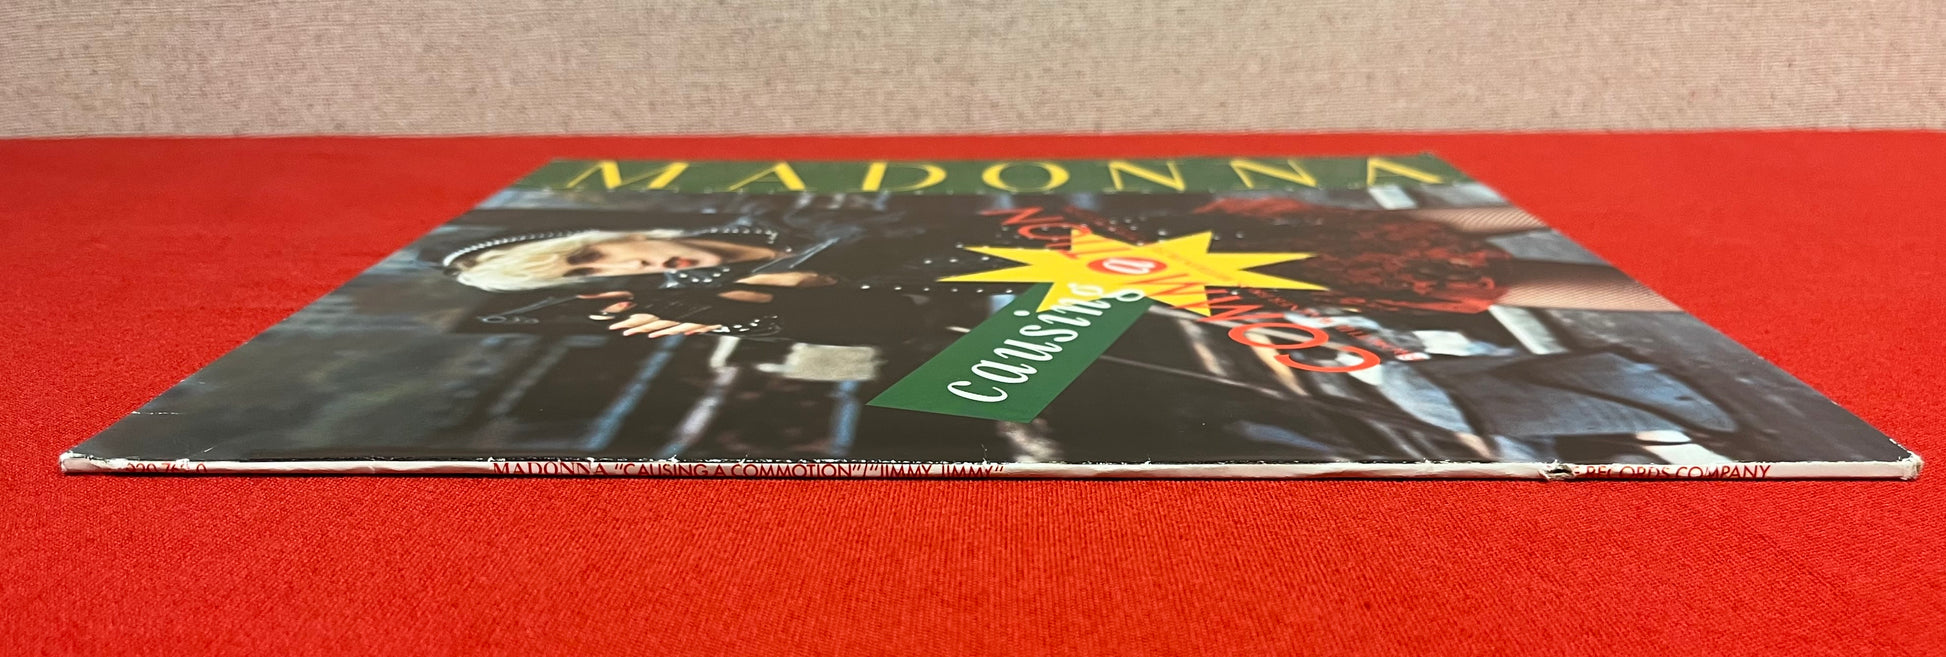 MADONNA
causing
a
COMMOTION
MADONNA "CAUSING A COMMOTION"/"JIMMY JIMMY"
RECORDS COMPANY